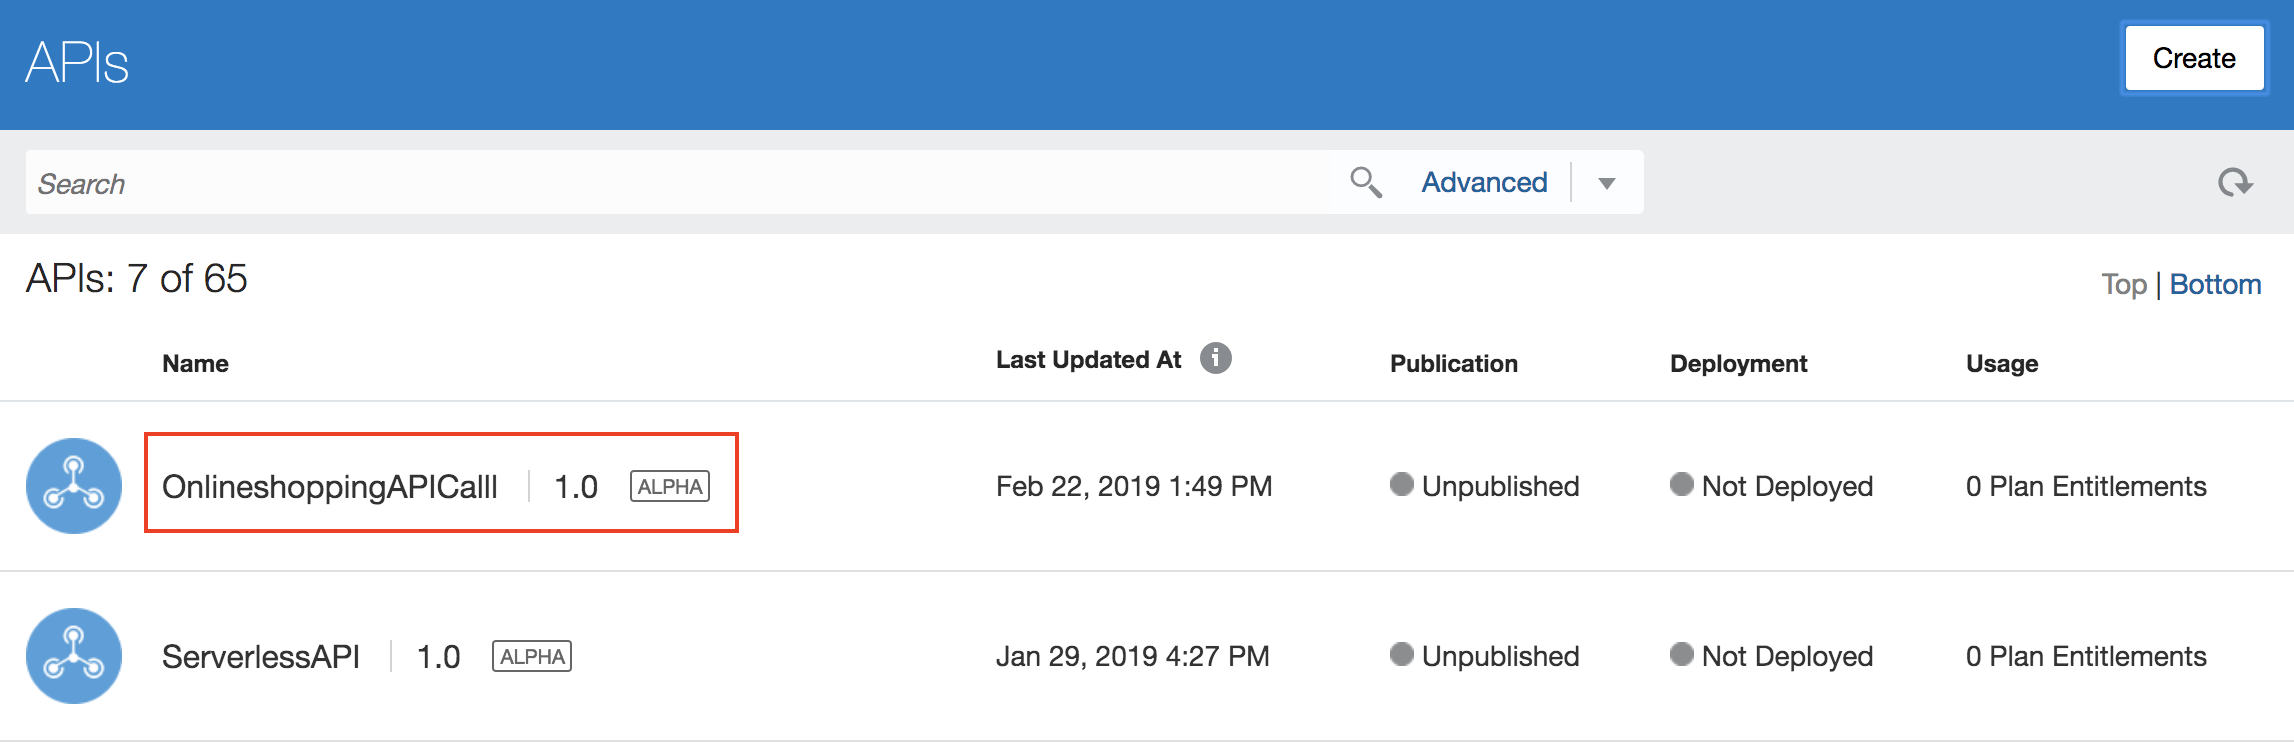 APIs
Create
Search
Advanced
APIs: 7 of 65
Top | Bottom
Name Last Updated At Publication Deployment Usage
OnlineshoppingAPICalll | 1.0 ALPHA Feb 22, 2019 1:49 PM Unpublished Not Deployed 0 Plan Entitlements
ServerlessAPI | 1.0 ALPHA Jan 29, 2019 4:27 PM Unpublished Not Deployed 0 Plan Entitlements